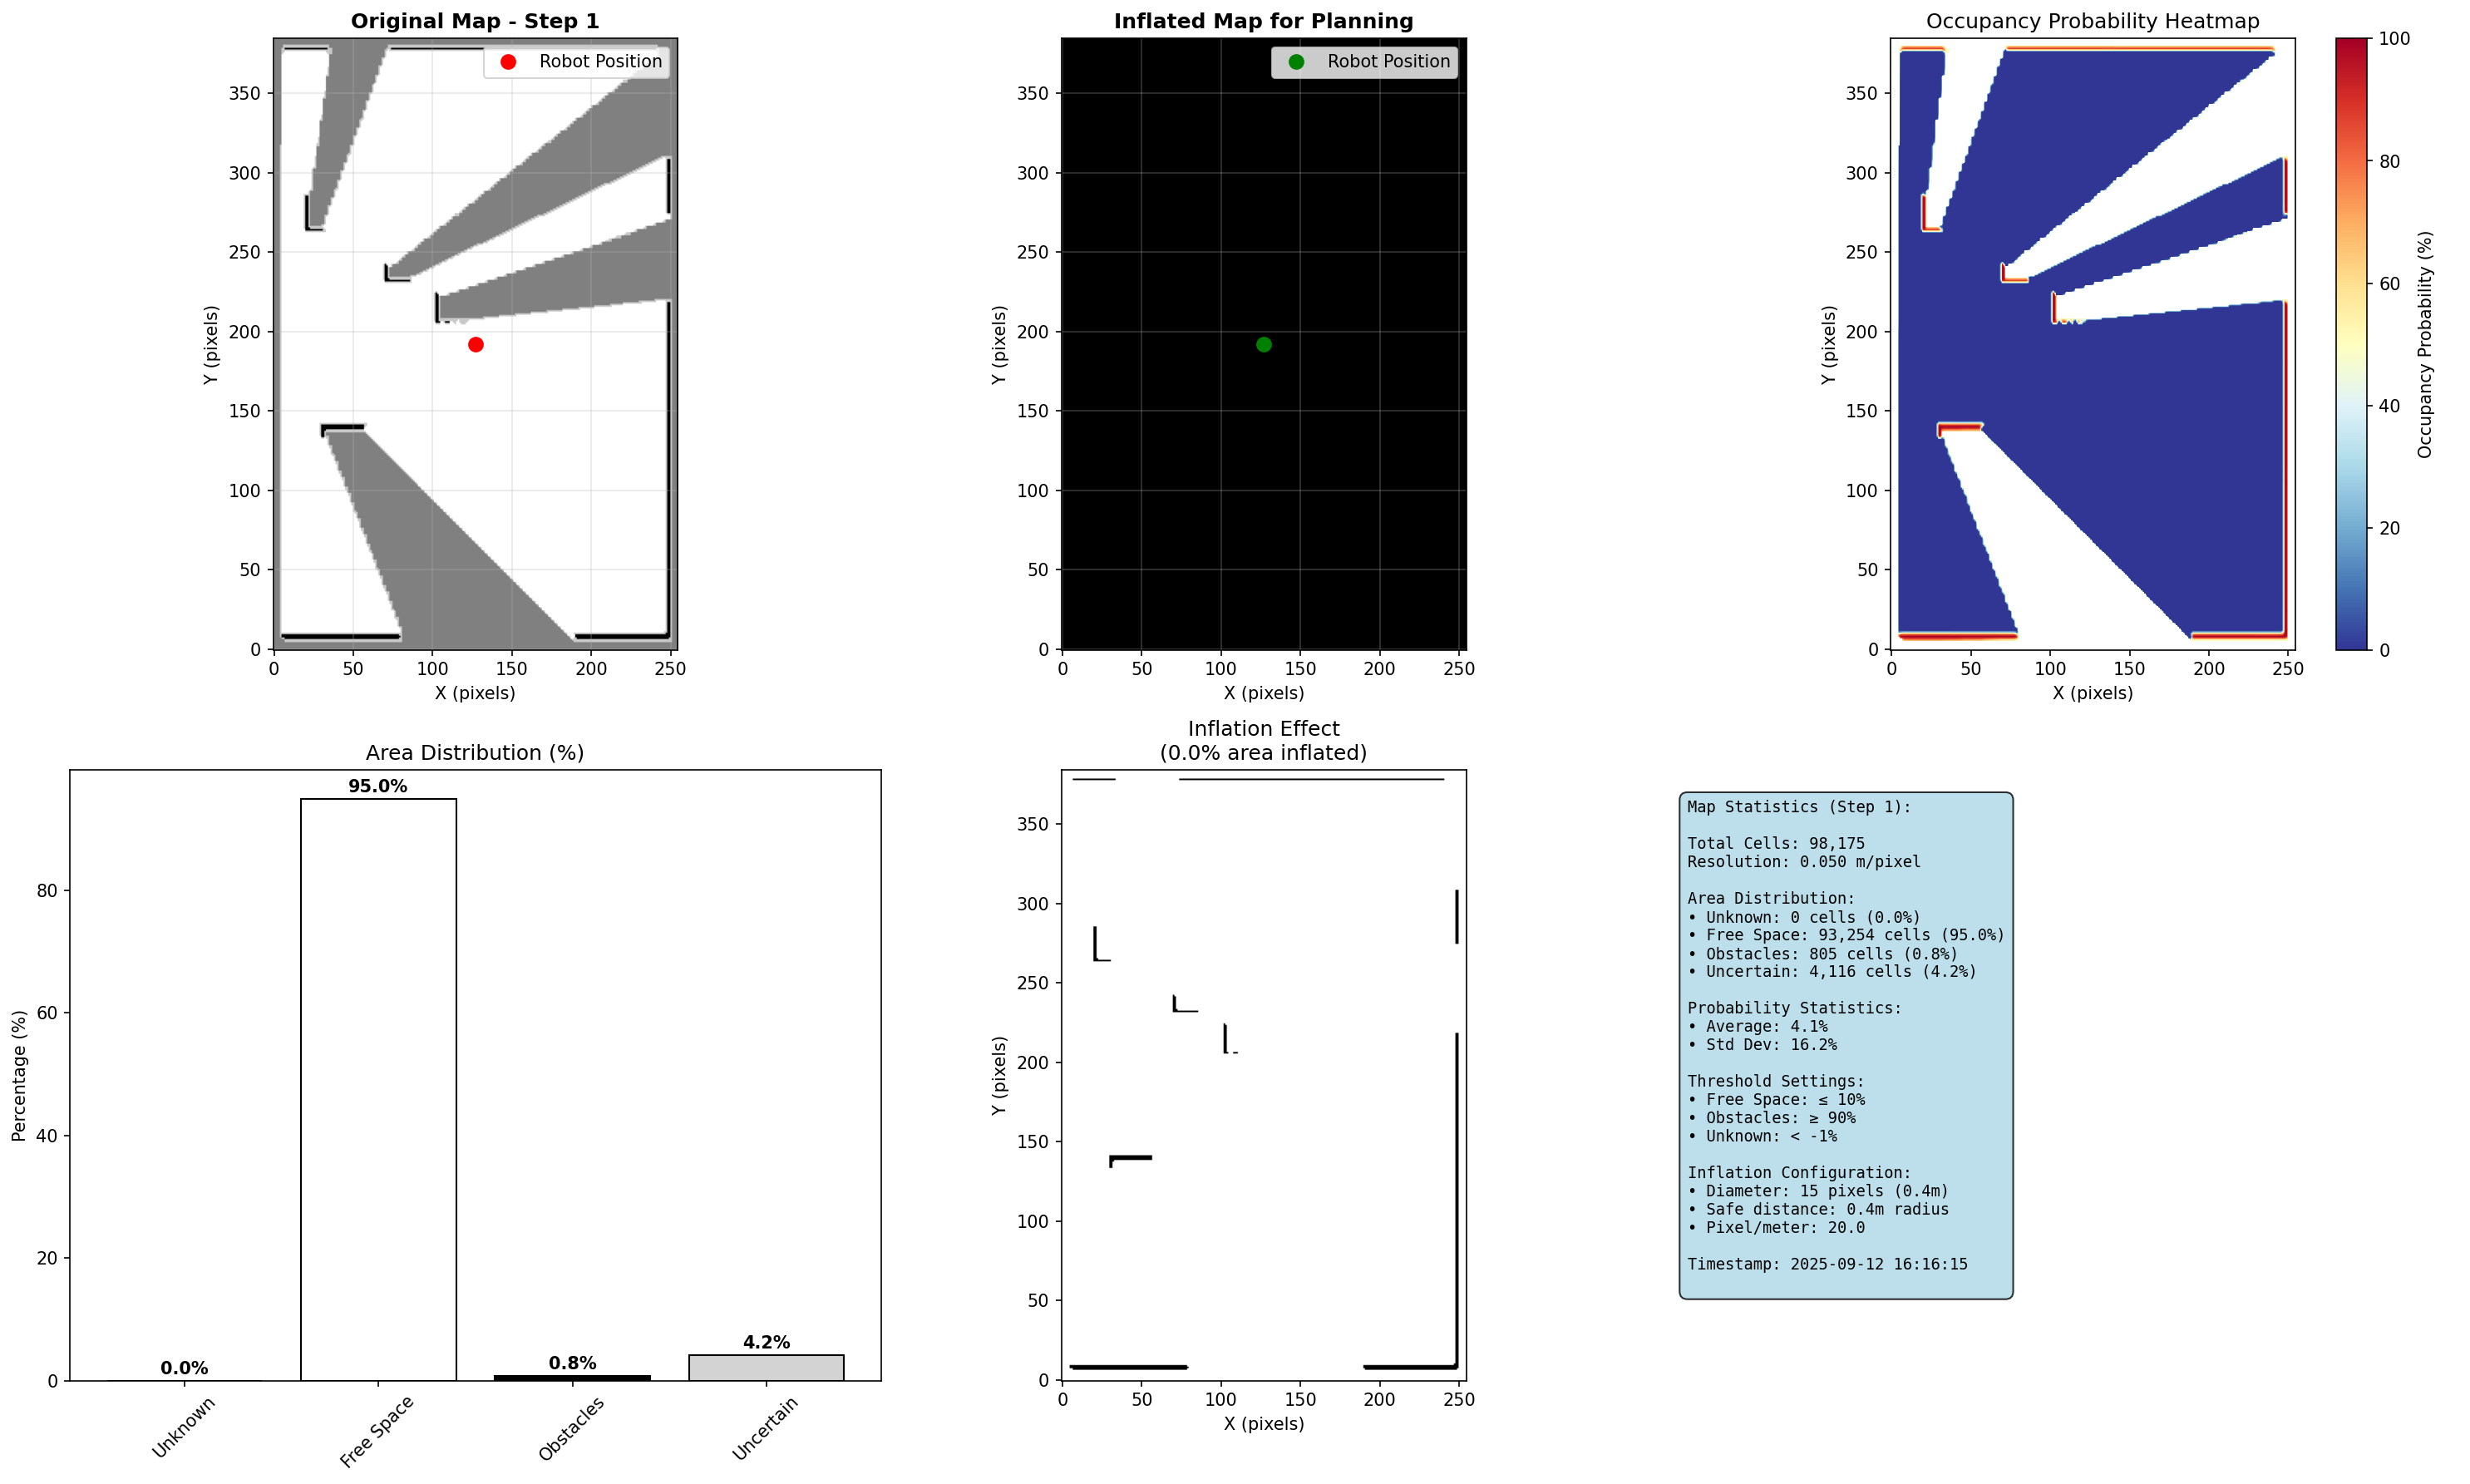 Original Map - Step 1
Robot Position
350
300
250
200
150
100
50
0
0 50 100 150 200 250
Y (pixels)
X (pixels)
Inflated Map for Planning
Robot Position
350
300
250
200
150
100
50
0
0 50 100 150 200 250
Y (pixels)
X (pixels)
Occupancy Probability Heatmap
350
300
250
200
150
100
50
0
0 50 100 150 200 250
Y (pixels)
X (pixels)
100
80
60
40
20
0
Occupancy Probability (%)
Area Distribution (%)
80
60
40
20
0
Percentage (%)
0.0%
95.0%
0.8%
4.2%
Unknown
Free Space
Obstacles
Uncertain
Inflation Effect
(0.0% area inflated)
350
300
250
200
150
100
50
0
0 50 100 150 200 250
Y (pixels)
X (pixels)
Map Statistics (Step 1):
Total Cells: 98,175
Resolution: 0.050 m/pixel
Area Distribution:
• Unknown: 0 cells (0.0%)
• Free Space: 93,254 cells (95.0%)
• Obstacles: 805 cells (0.8%)
• Uncertain: 4,116 cells (4.2%)
Probability Statistics:
• Average: 4.1%
• Std Dev: 16.2%
Threshold Settings:
• Free Space: ≤ 10%
• Obstacles: ≥ 90%
• Unknown: < -1%
Inflation Configuration:
• Diameter: 15 pixels (0.4m)
• Safe distance: 0.4m radius
• Pixel/meter: 20.0
Timestamp: 2025-09-12 16:16:15